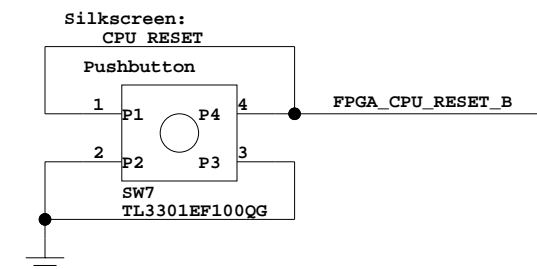 Silkscreen:
CPU RESET
Pushbutton
FPGA_CPU_RESET_B
1 P1 P4 4
2 P2 P3 3
SW7
TL3301EF100QG